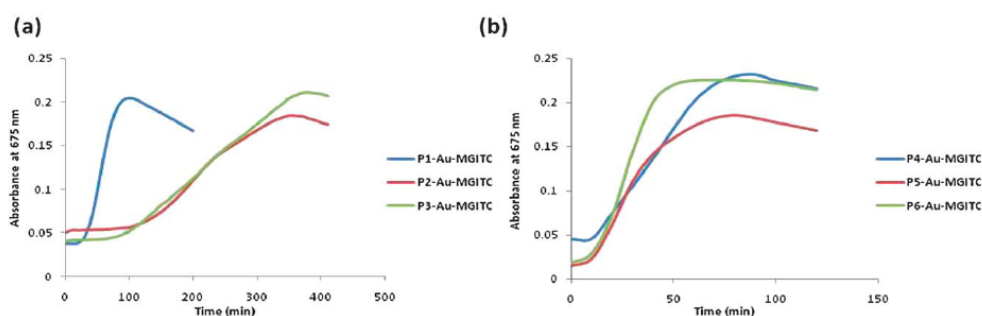 (a)
Absorbance at 675 nm
0.25
0.2
0.15
0.1
0.05
0
0
100
200
300
400
500
Time (min)
P1-Au-MGITC
P2-Au-MGITC
P3-Au-MGITC
(b)
Absorbance at 675 nm
0.25
0.2
0.15
0.1
0.05
0
0
50
100
150
Time (min)
P4-Au-MGITC
P5-Au-MGITC
P6-Au-MGITC